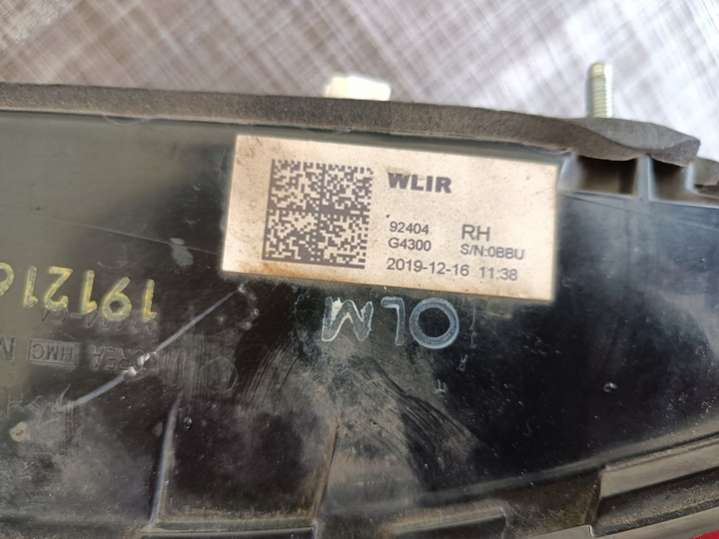 WLIR
92404 RH
G4300 S/N:0BBU
2019-12-16 11:38
19121
OLM
HMC